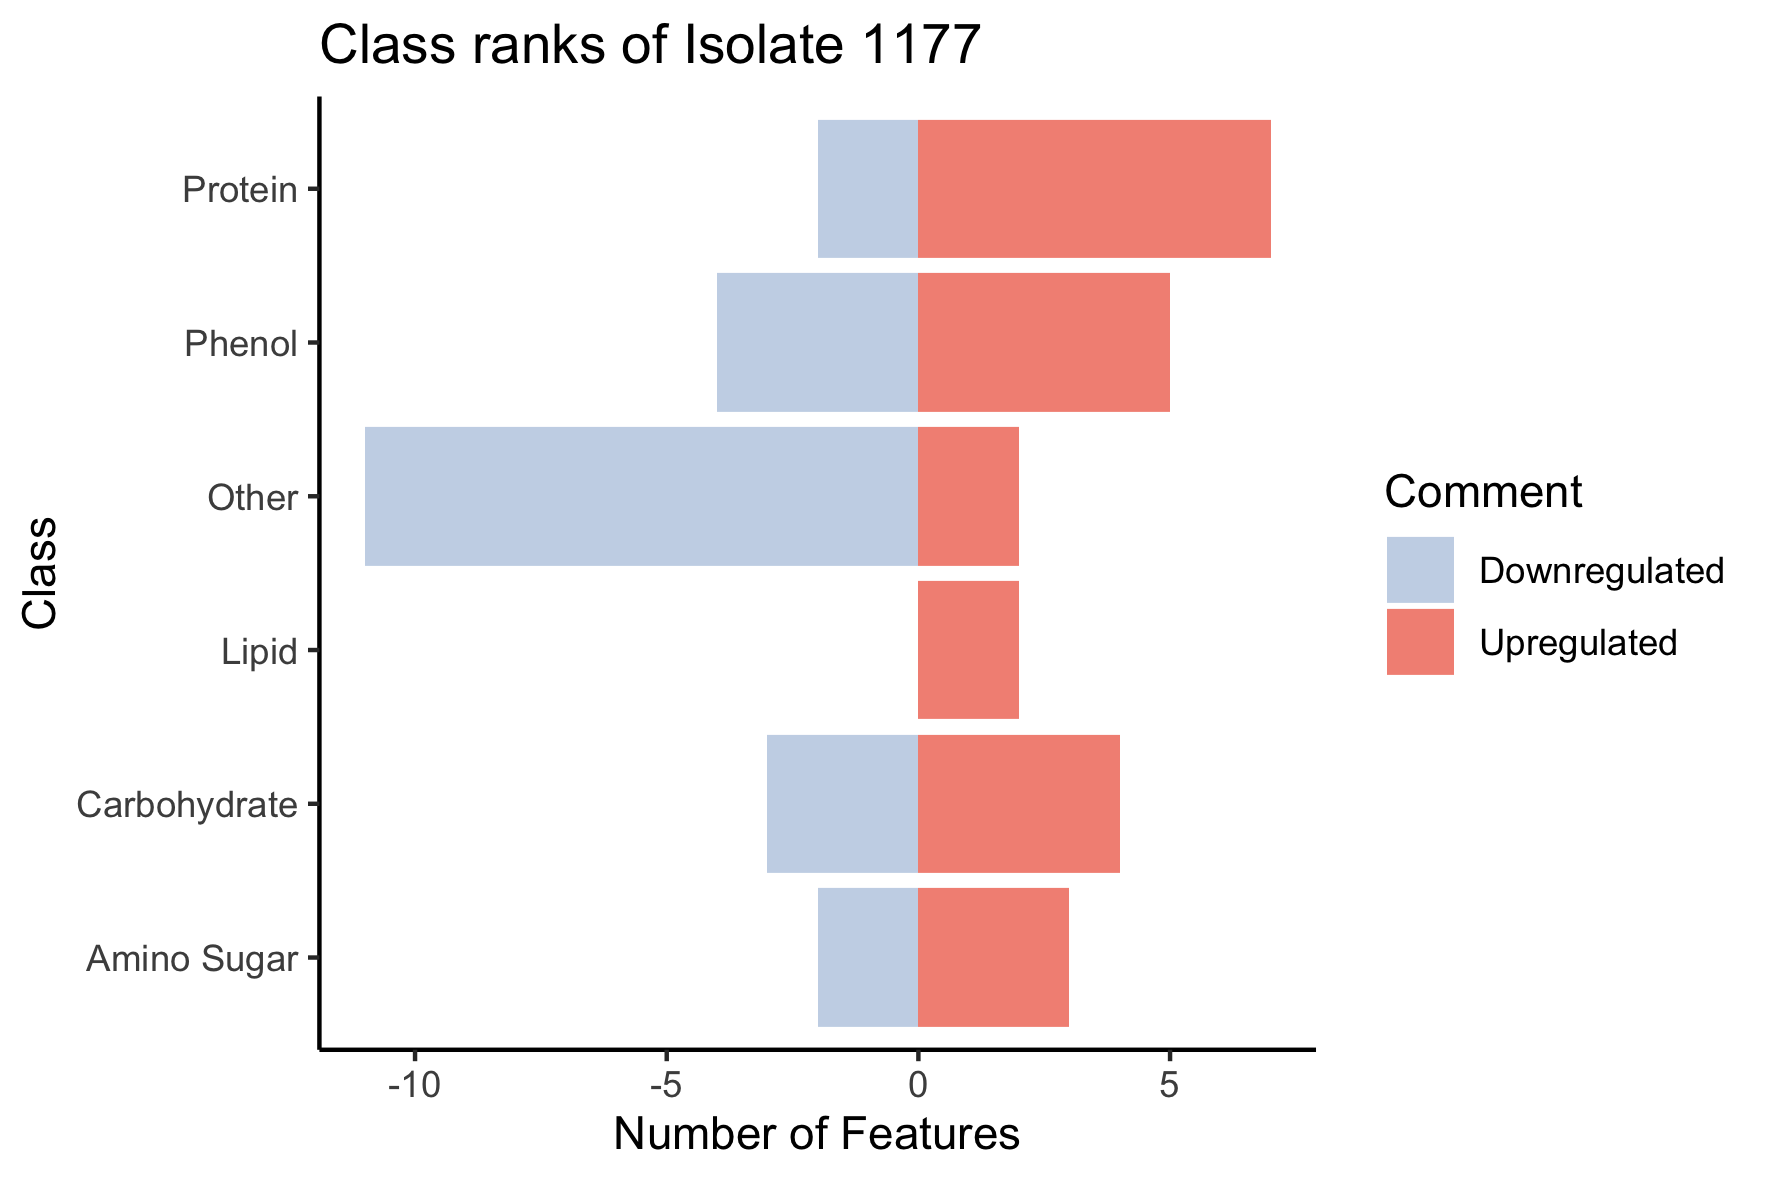 Class ranks of Isolate 1177
Protein
Phenol
Other
Lipid
Carbohydrate
Amino Sugar
Class
-10 -5 0 5
Number of Features
Comment
Downregulated
Upregulated